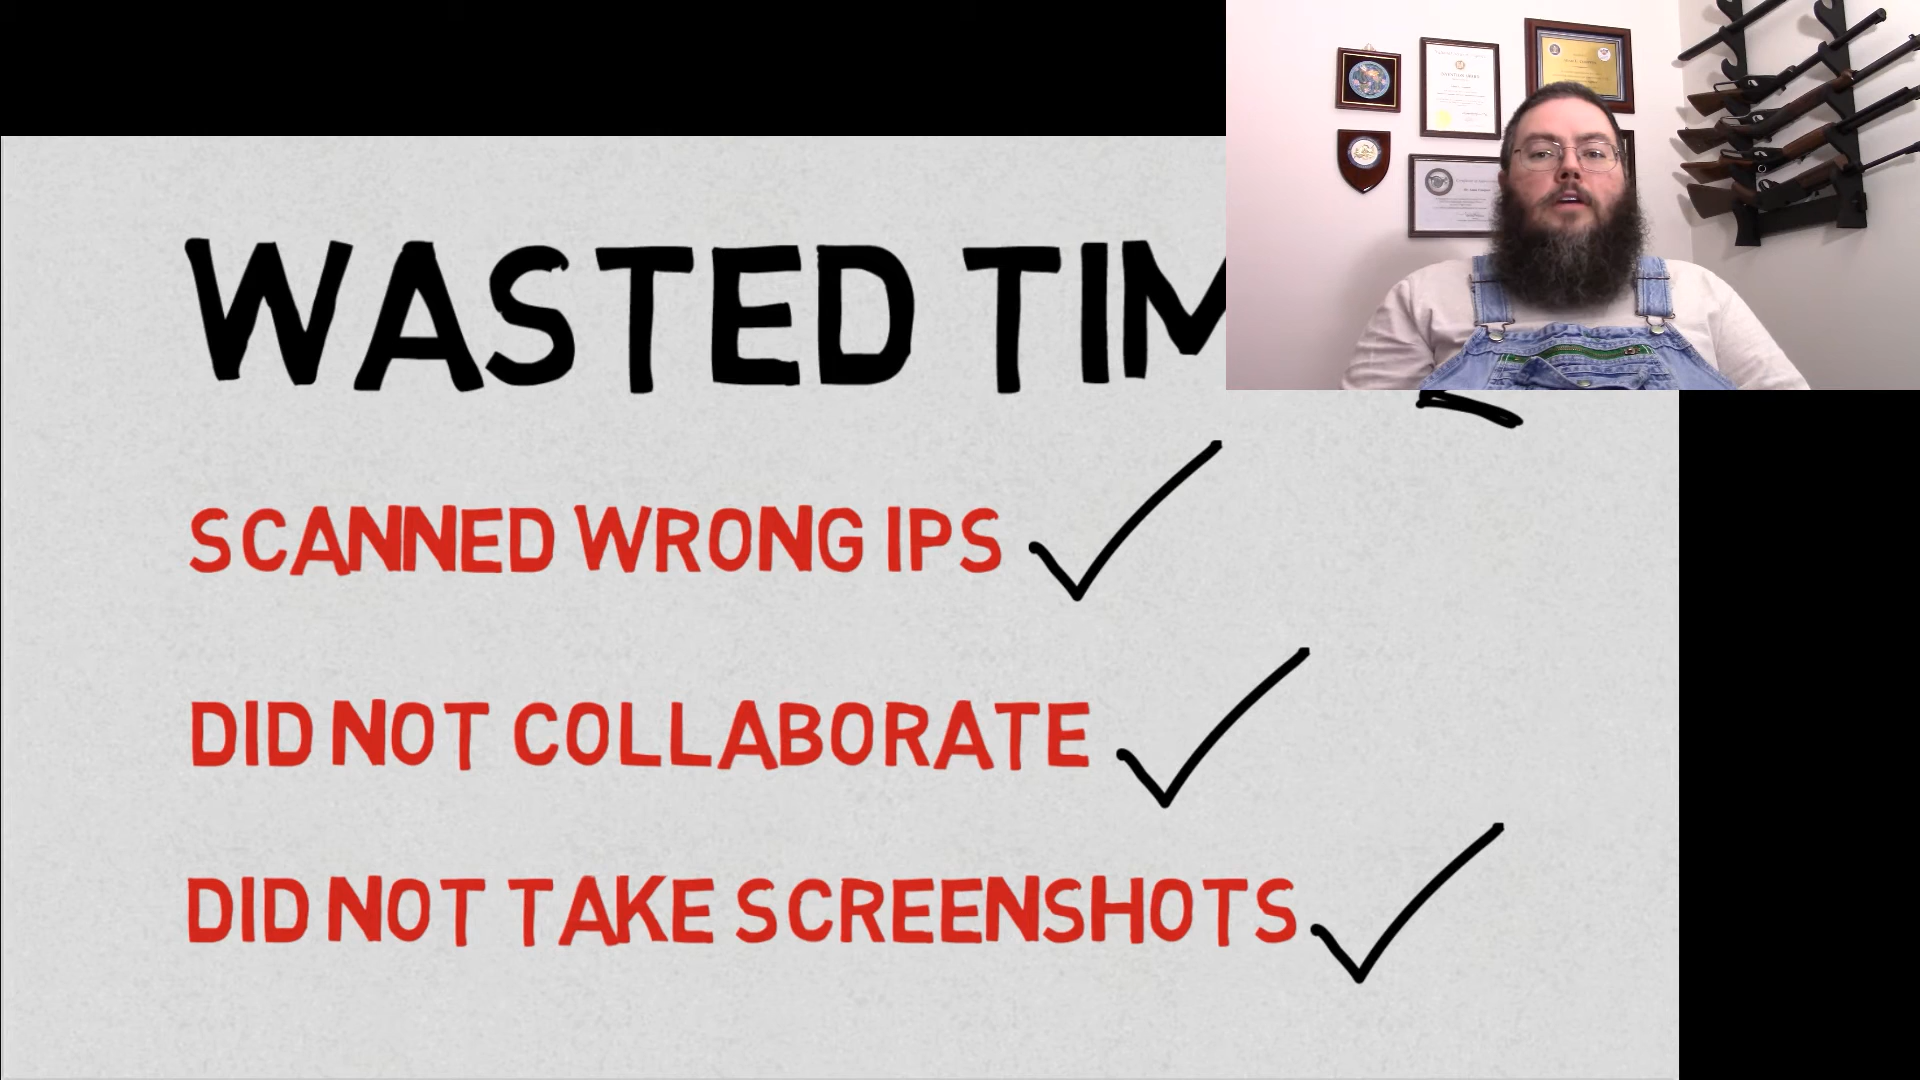 WASTED TIM
SCANNED WRONG IPS
DID NOT COLLABORATE
DID NOT TAKE SCREENSHOTS